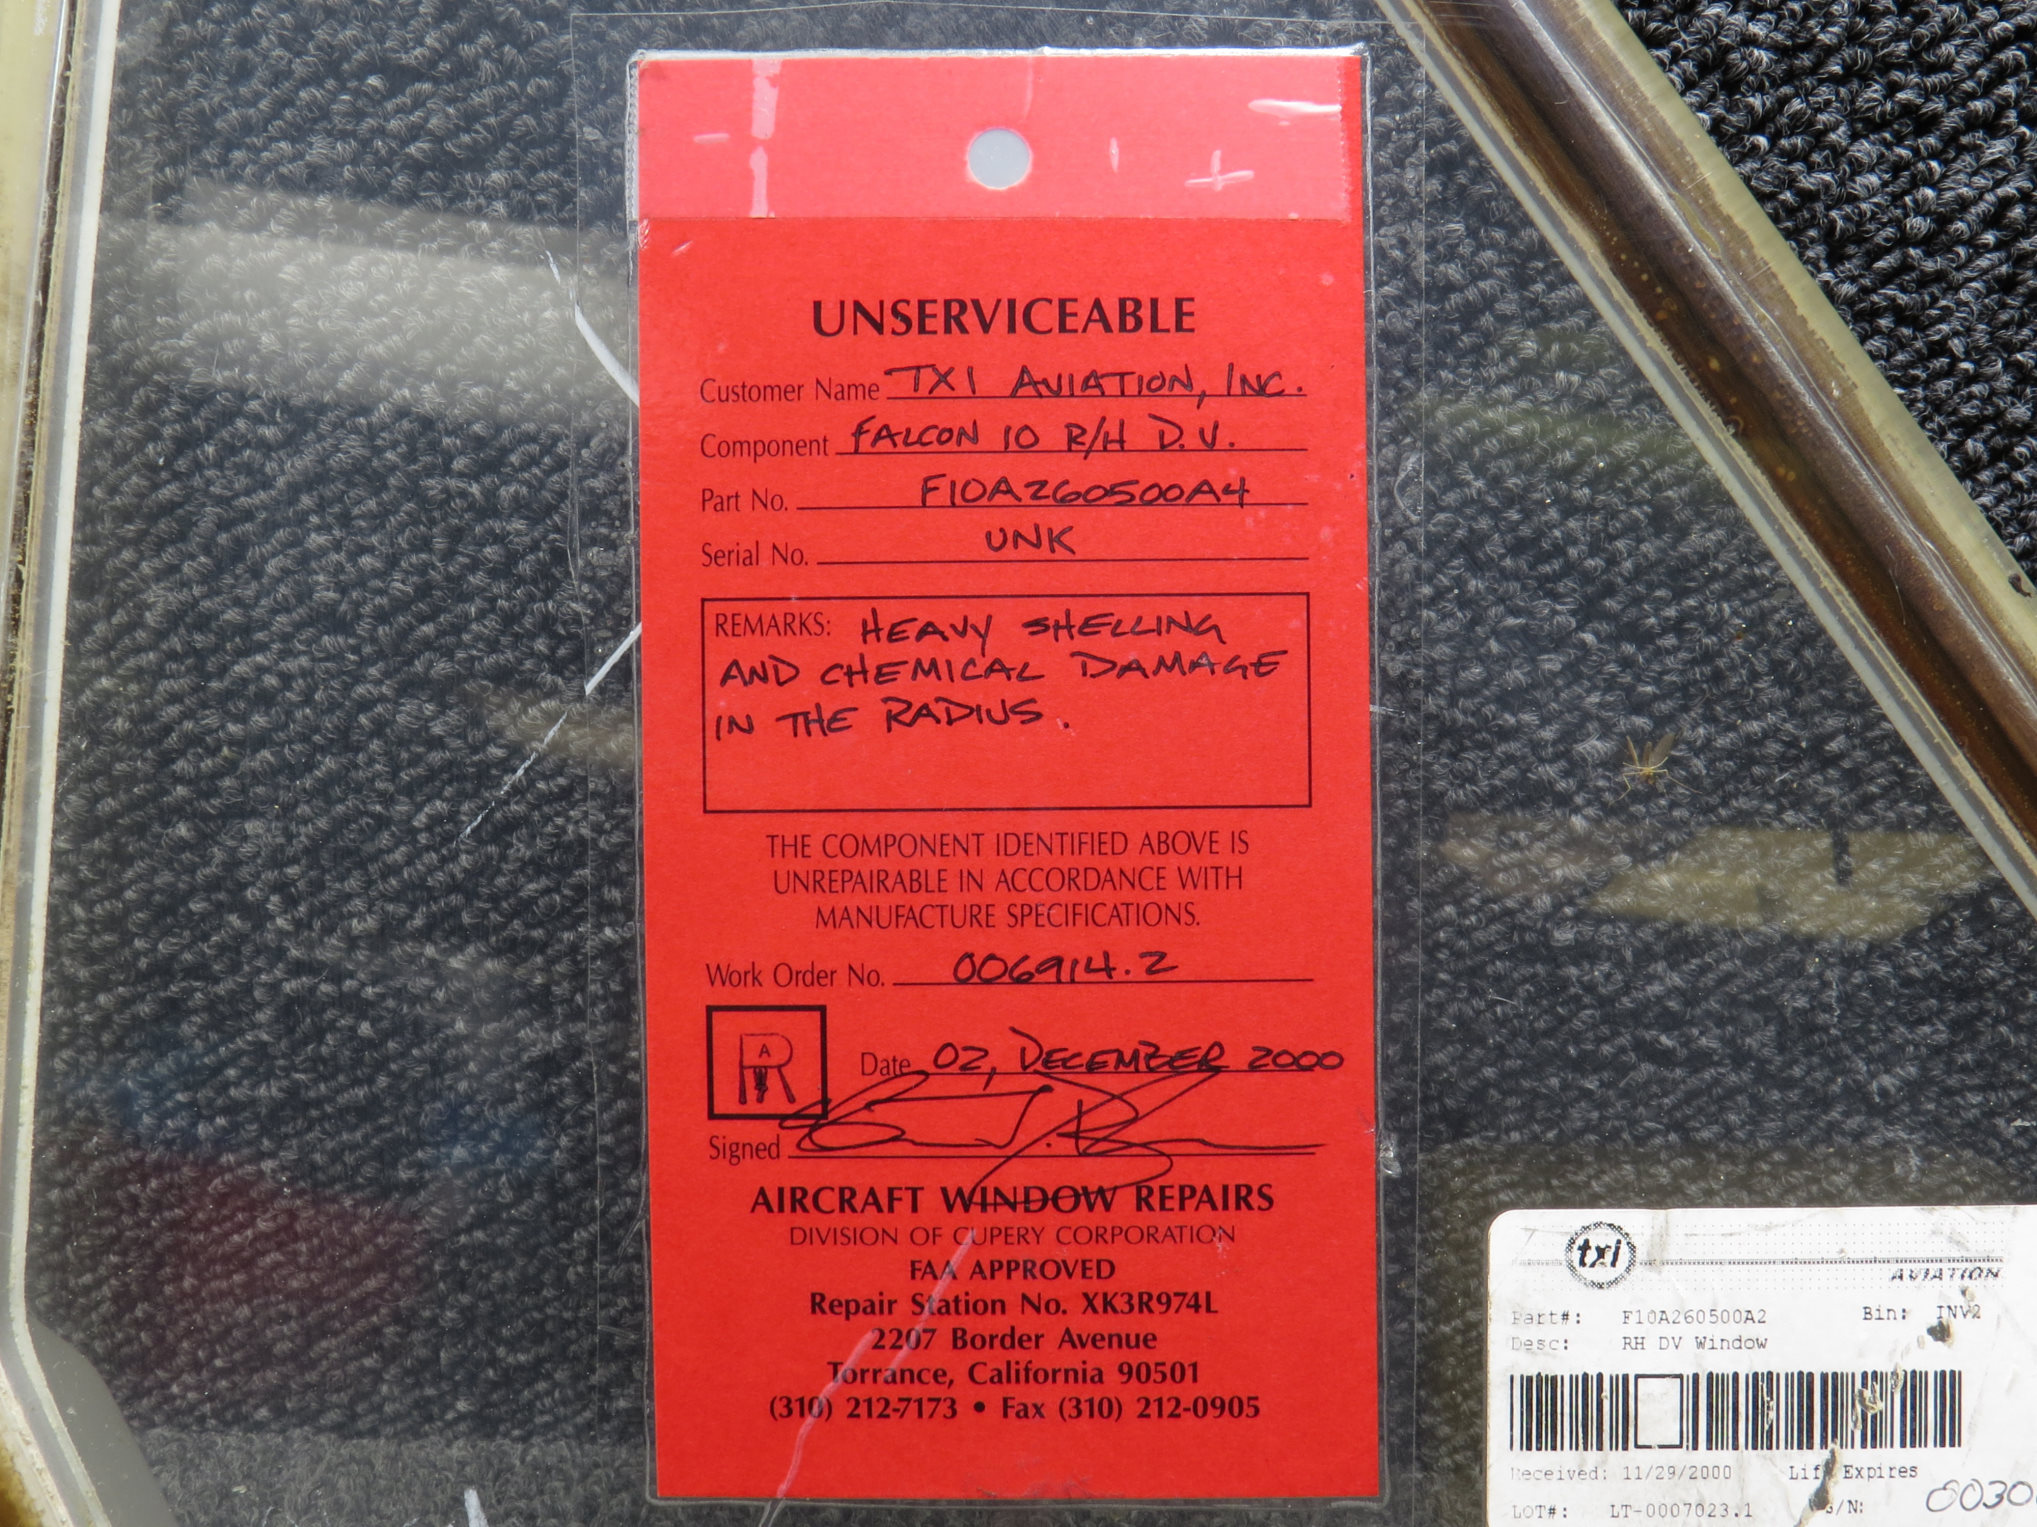 UNSERVICEABLE
Customer Name TXI AVIATION, INC.
Component FALCON 10 R/H D.V.
Part No. F10A260500A4
Serial No. UNK
REMARKS: HEAVY SHELLING
AND CHEMICAL DAMAGE
IN THE RADIUS.
THE COMPONENT IDENTIFIED ABOVE IS
UNREPAIRABLE IN ACCORDANCE WITH
MANUFACTURE SPECIFICATIONS.
Work Order No. 006914.2
Date 02, DECEMBER 2000
Signed
AIRCRAFT WINDOW REPAIRS
DIVISION OF CUPERY CORPORATION
FAA APPROVED
Repair Station No. XK3R974L
2207 Border Avenue
Torrance, California 90501
(310) 212-7173 • Fax (310) 212-0905
txi
AVIATION
Part#: F10A260500A2 Bin: INV2
Desc: RH DV Window
Received: 11/29/2000 Life Expires
LOT#: LT-0007023.1 S/N: